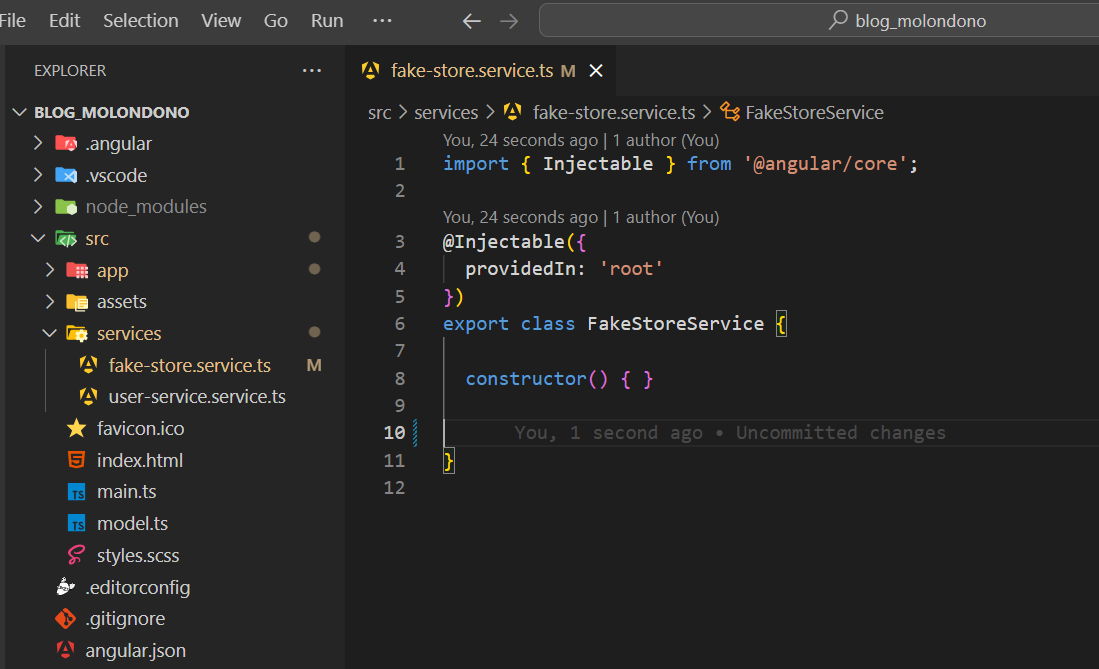 File Edit Selection View Go Run ··· ← → blog_molondono
EXPLORER ···
BLOG_MOLONDONO
.angular
.vscode
node_modules
src
app
assets
services
fake-store.service.ts M
user-service.service.ts
favicon.ico
index.html
TS main.ts
TS model.ts
styles.scss
.editorconfig
.gitignore
angular.json
fake-store.service.ts M ×
src > services > fake-store.service.ts > FakeStoreService
You, 24 seconds ago | 1 author (You)
1 import { Injectable } from '@angular/core';
2
You, 24 seconds ago | 1 author (You)
3 @Injectable({
4   providedIn: 'root'
5 })
6 export class FakeStoreService {
7
8   constructor() { }
9
10 You, 1 second ago • Uncommitted changes
11 }
12